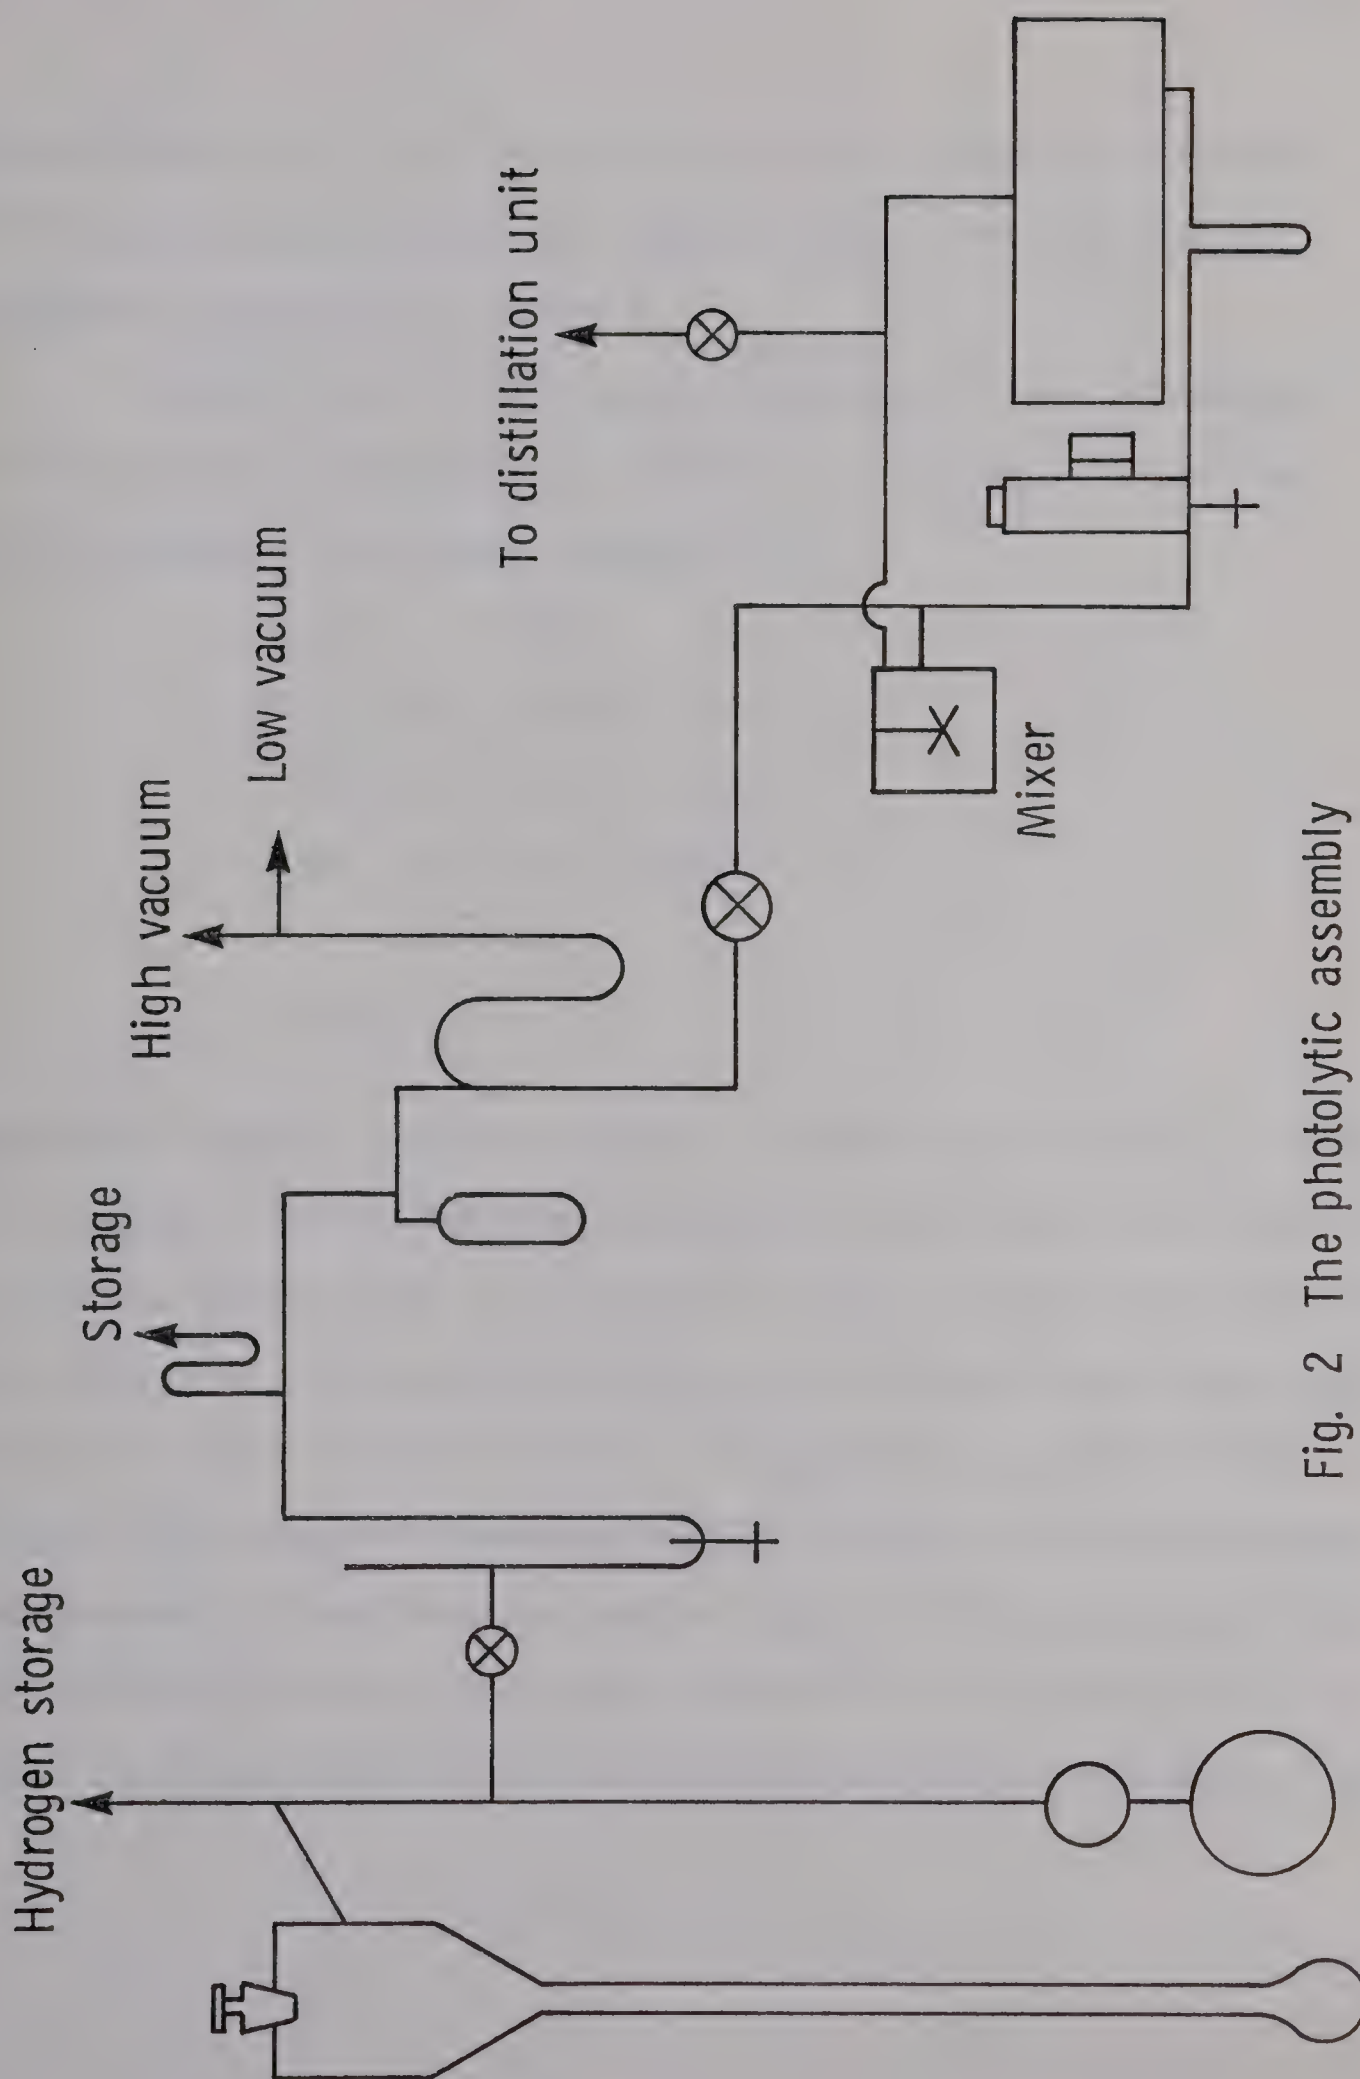 Hydrogen storage
Storage
High vacuum
Low vacuum
To distillation unit
Mixer
Fig. 2 The photolytic assembly